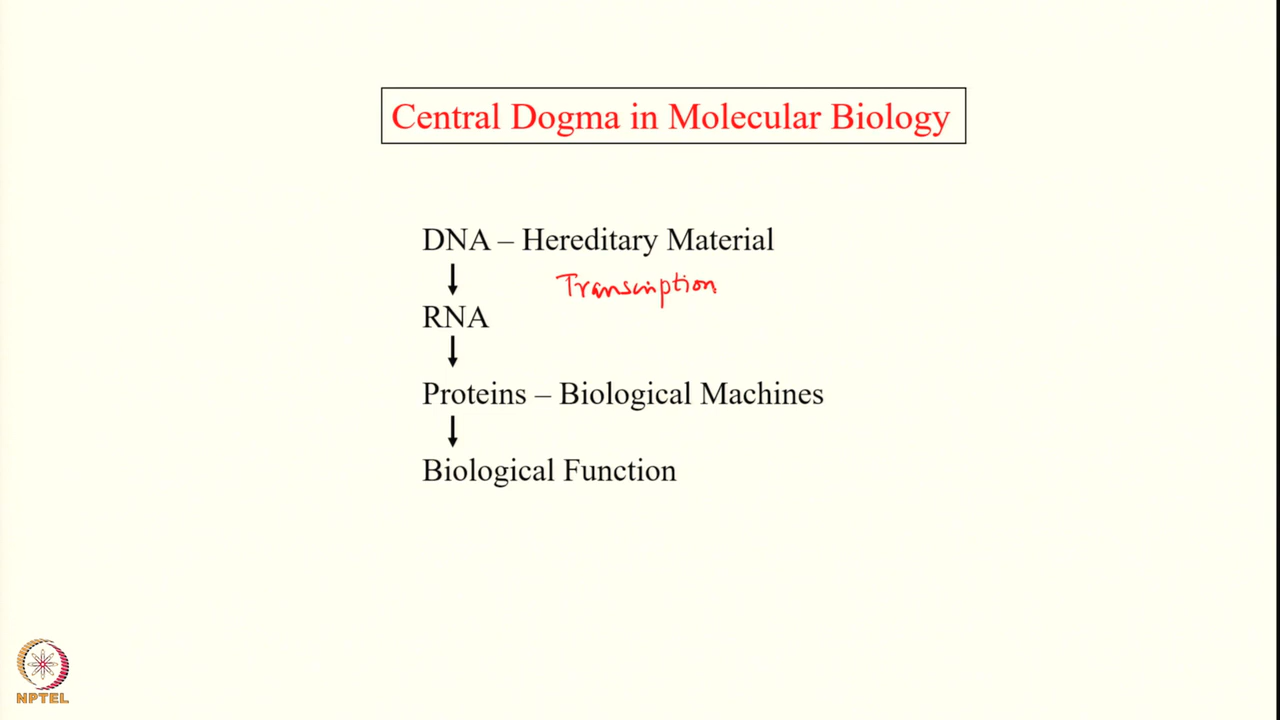 Central Dogma in Molecular Biology
DNA – Hereditary Material
Transcription
RNA
Proteins – Biological Machines
Biological Function
NPTEL